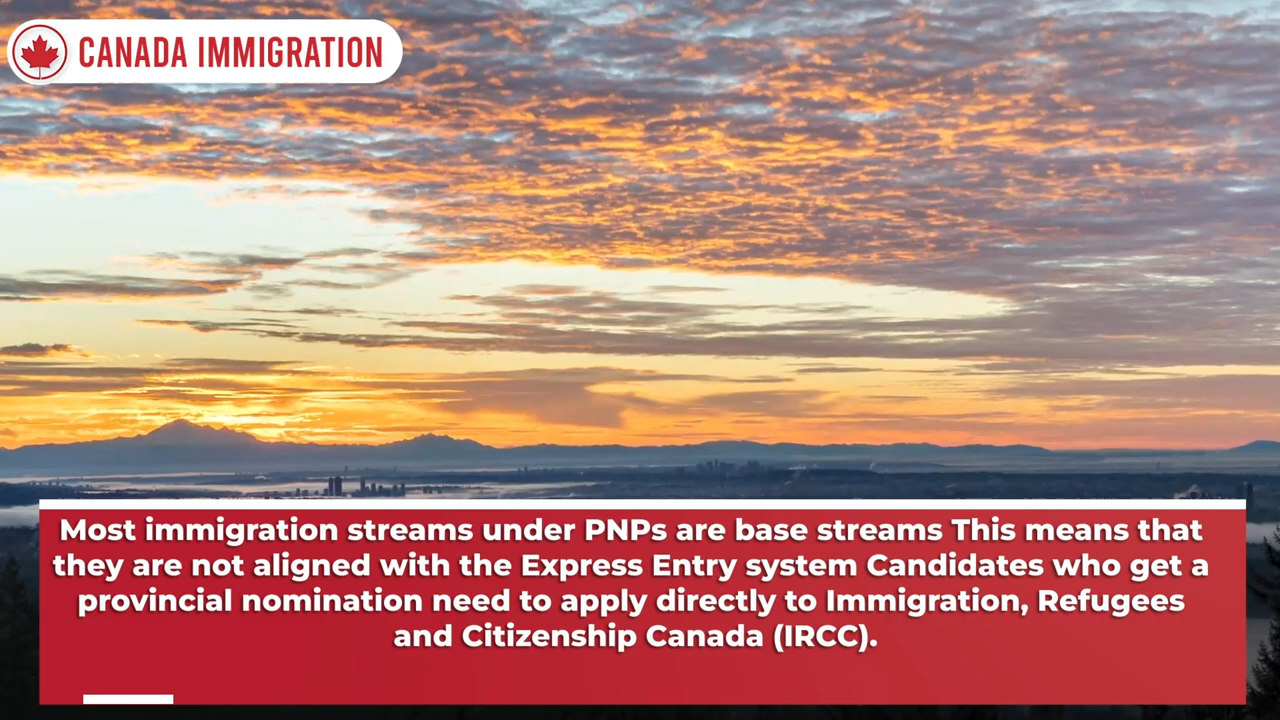 CANADA IMMIGRATION
Most immigration streams under PNPs are base streams This means that
they are not aligned with the Express Entry system Candidates who get a
provincial nomination need to apply directly to Immigration, Refugees
and Citizenship Canada (IRCC).